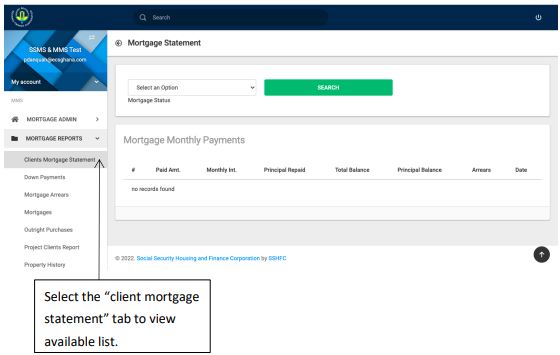 Search
SSMS & MMS Test
pdanquah@ecsghana.com
My account
MMS
MORTGAGE ADMIN
MORTGAGE REPORTS
Clients Mortgage Statement
Down Payments
Mortgage Arrears
Mortgages
Outright Purchases
Project Clients Report
Property History
Mortgage Statement
Select an Option
SEARCH
Mortgage Status
Mortgage Monthly Payments
# Paid Amt. Monthly Int. Principal Repaid Total Balance Principal Balance Arrears Date
no records found
© 2022. Social Security Housing and Finance Corporation by SSHFC
Select the “client mortgage
statement” tab to view
available list.